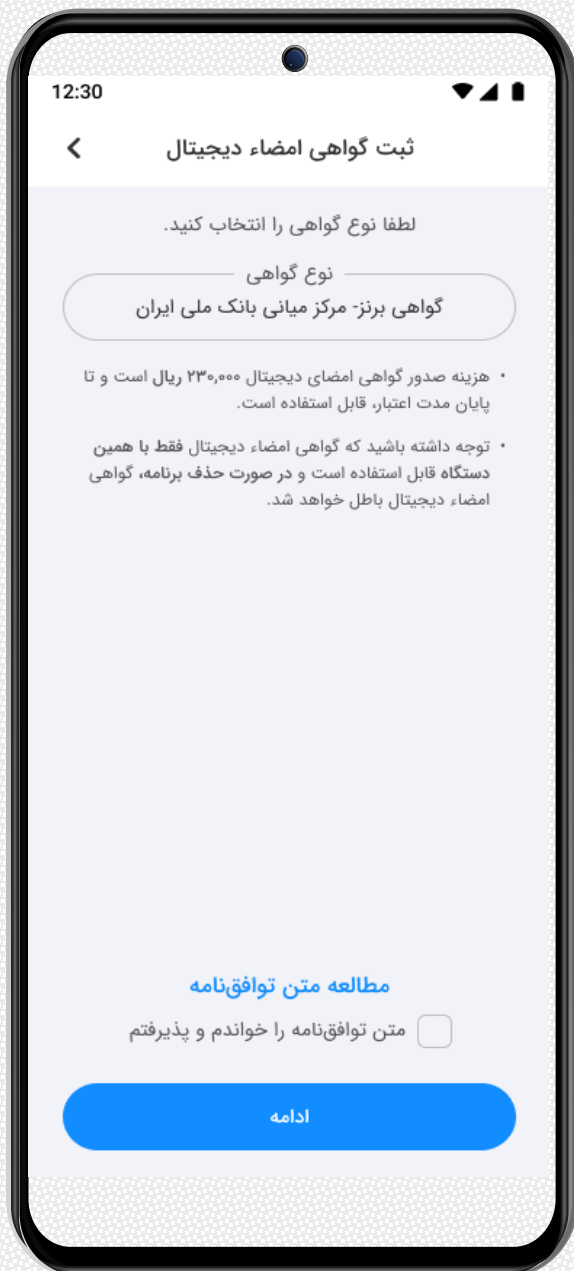 12:30
ثبت گواهی امضاء دیجیتال
لطفا نوع گواهی را انتخاب کنید.
نوع گواهی
گواهی برنز- مرکز میانی بانک ملی ایران
• هزینه صدور گواهی امضای دیجیتال ۲۳۰,۰۰۰ ریال است و تا
پایان مدت اعتبار، قابل استفاده است.
• توجه داشته باشید که گواهی امضاء دیجیتال فقط با همین
دستگاه قابل استفاده است و در صورت حذف برنامه، گواهی
امضاء دیجیتال باطل خواهد شد.
مطالعه متن توافق‌نامه
متن توافق‌نامه را خواندم و پذیرفتم
ادامه